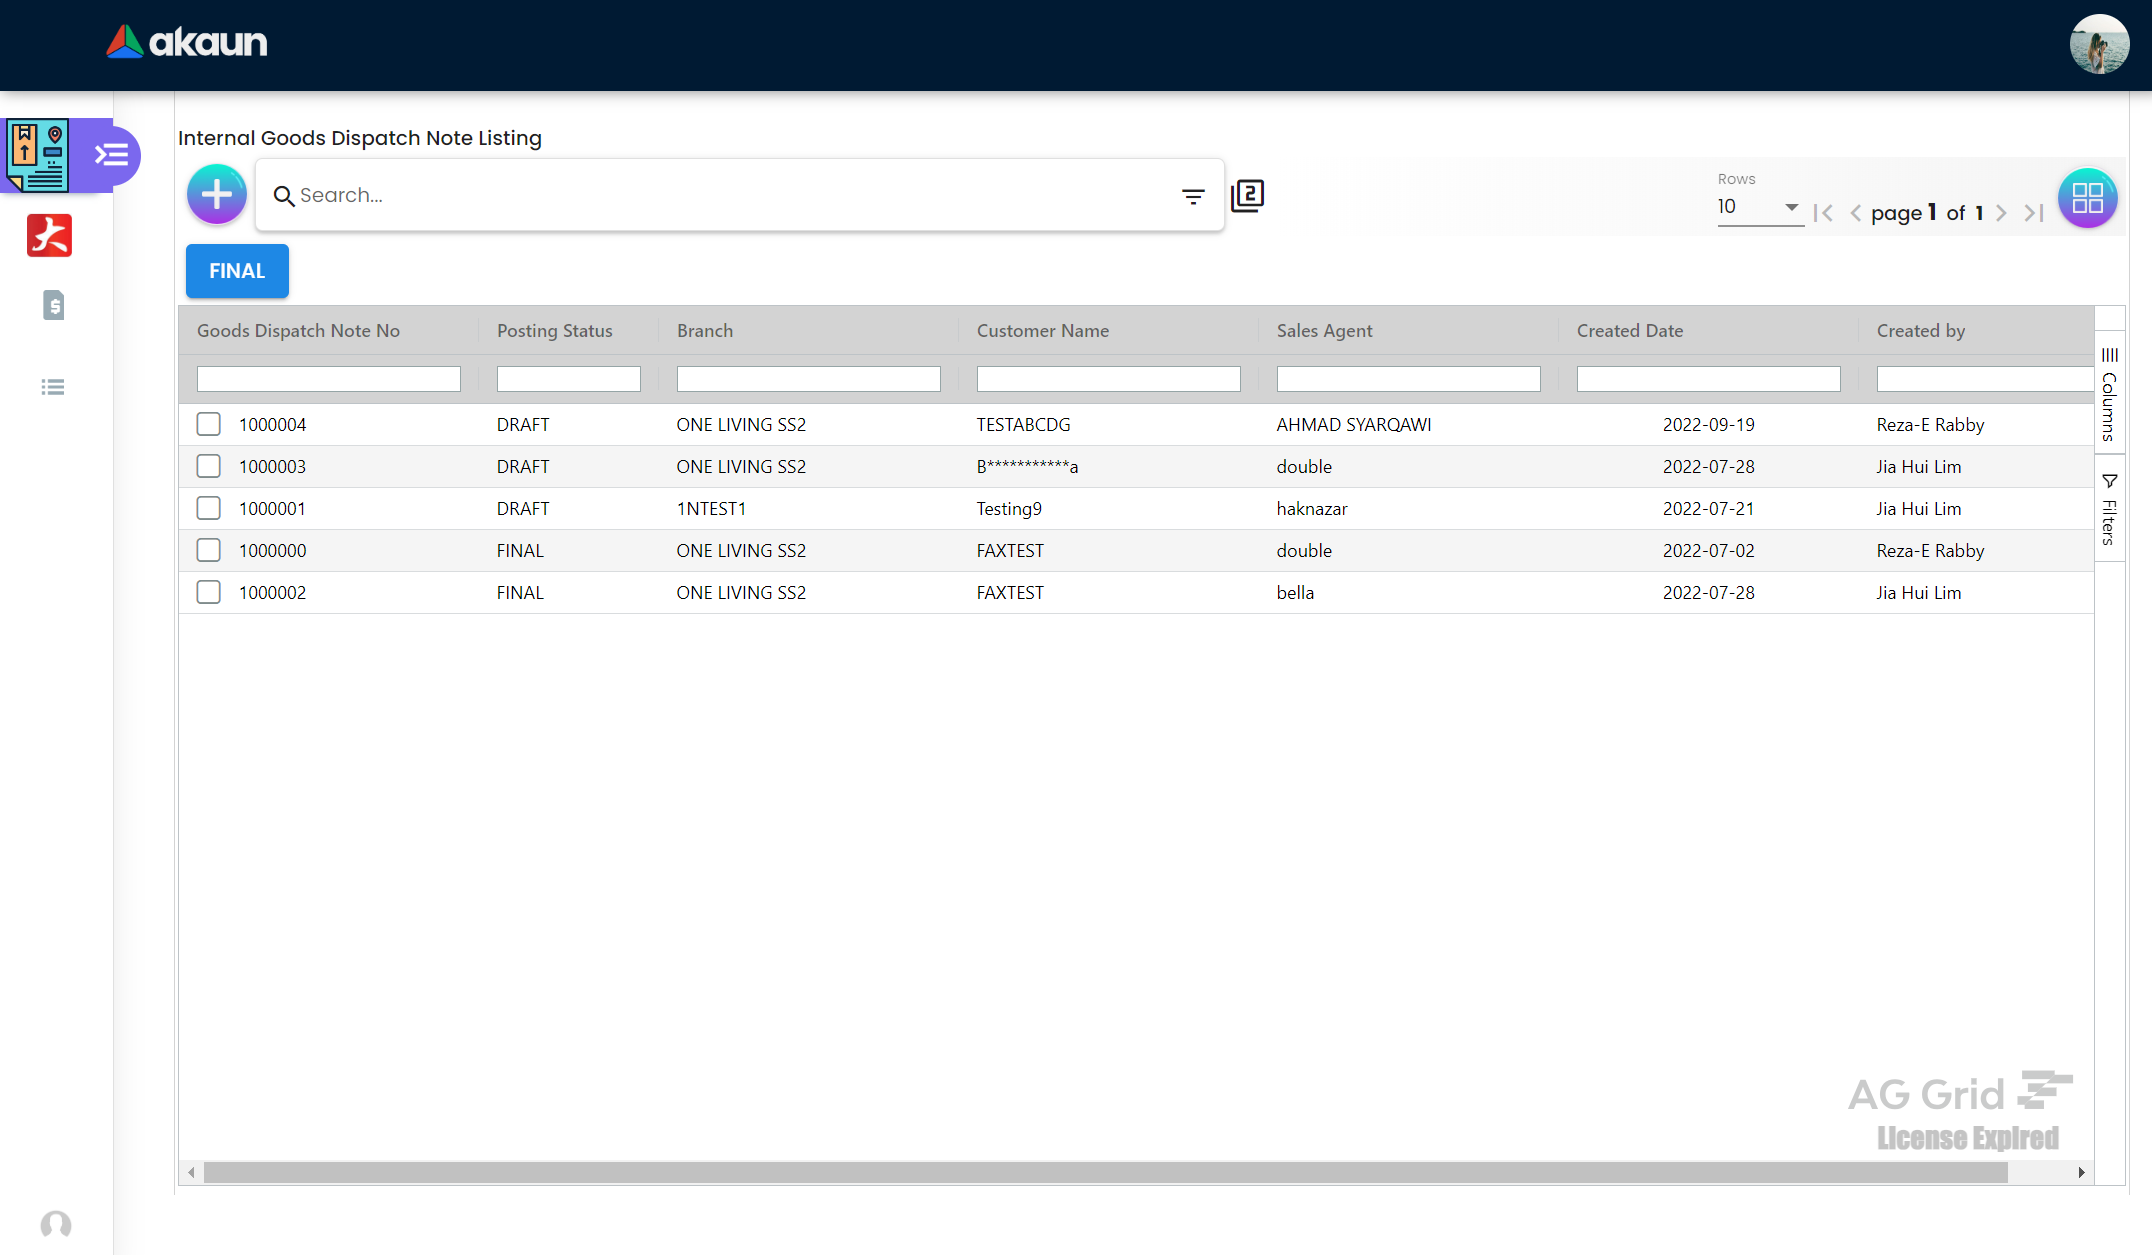 akaun
Internal Goods Dispatch Note Listing
Search...
2
Rows
10
page 1 of 1
FINAL
Goods Dispatch Note No Posting Status Branch Customer Name Sales Agent Created Date Created by
1000004 DRAFT ONE LIVING SS2 TESTABCDG AHMAD SYARQAWI 2022-09-19 Reza-E Rabby
1000003 DRAFT ONE LIVING SS2 B***********a double 2022-07-28 Jia Hui Lim
1000001 DRAFT 1NTEST1 Testing9 haknazar 2022-07-21 Jia Hui Lim
1000000 FINAL ONE LIVING SS2 FAXTEST double 2022-07-02 Reza-E Rabby
1000002 FINAL ONE LIVING SS2 FAXTEST bella 2022-07-28 Jia Hui Lim
Columns
Filters
AG Grid
License Expired